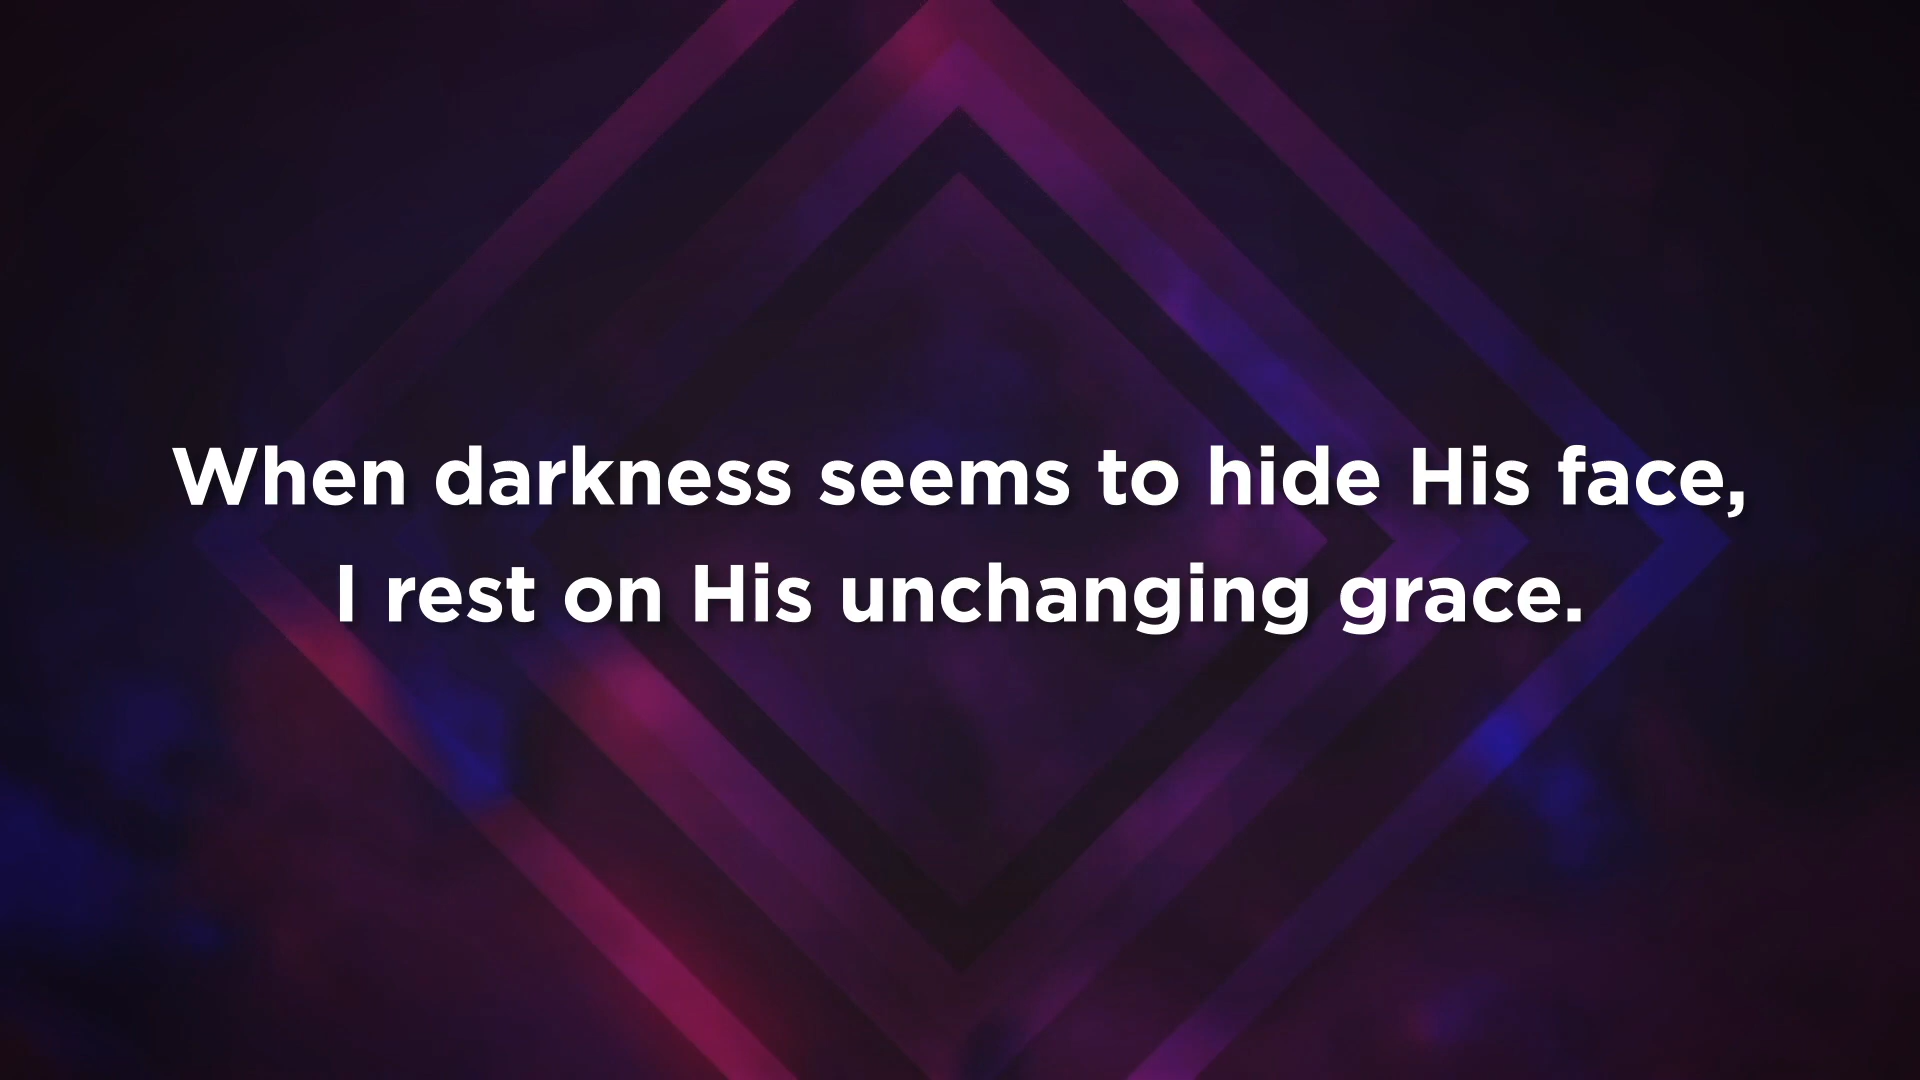 When darkness seems to hide His face,
I rest on His unchanging grace.